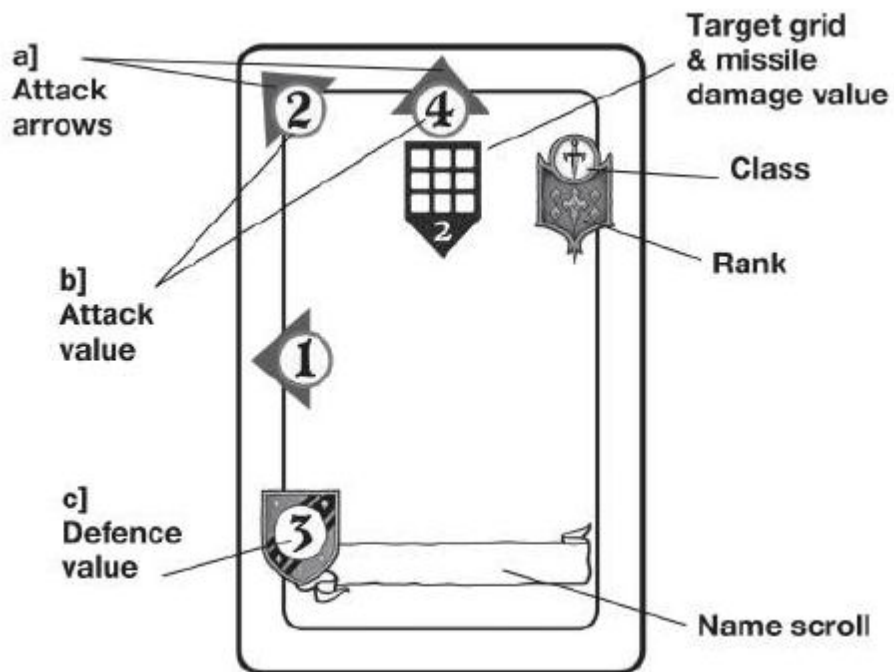 a]
Attack
arrows
Target grid
& missile
damage value
2
4
2
Class
Rank
b]
Attack
value
1
c]
Defence
value
3
Name scroll